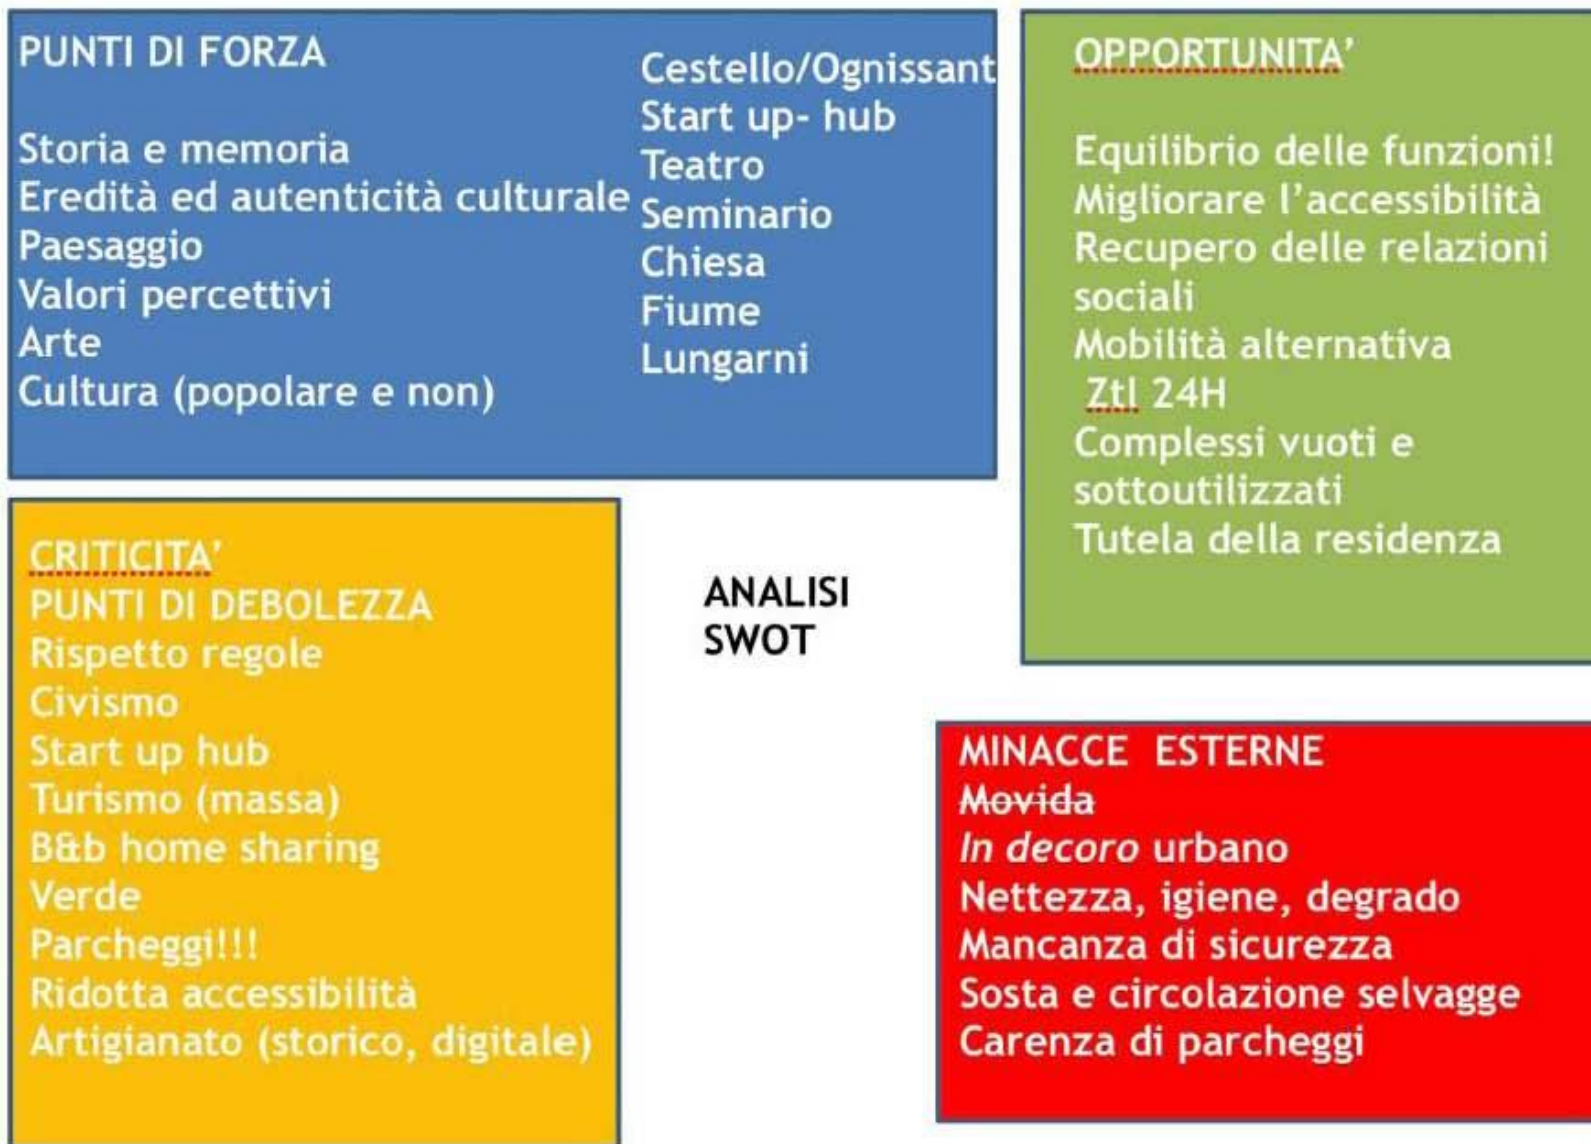 PUNTI DI FORZA
Storia e memoria
Eredità ed autenticità culturale
Paesaggio
Valori percettivi
Arte
Cultura (popolare e non)
Cestello/Ognissant
Start up- hub
Teatro
Seminario
Chiesa
Fiume
Lungarni
OPPORTUNITA’
Equilibrio delle funzioni!
Migliorare l’accessibilità
Recupero delle relazioni
sociali
Mobilità alternativa
Ztl 24H
Complessi vuoti e
sottoutilizzati
Tutela della residenza
CRITICITA’
PUNTI DI DEBOLEZZA
Rispetto regole
Civismo
Start up hub
Turismo (massa)
B&b home sharing
Verde
Parcheggi!!!
Ridotta accessibilità
Artigianato (storico, digitale)
ANALISI
SWOT
MINACCE ESTERNE
Movida
In decoro urbano
Nettezza, igiene, degrado
Mancanza di sicurezza
Sosta e circolazione selvagge
Carenza di parcheggi